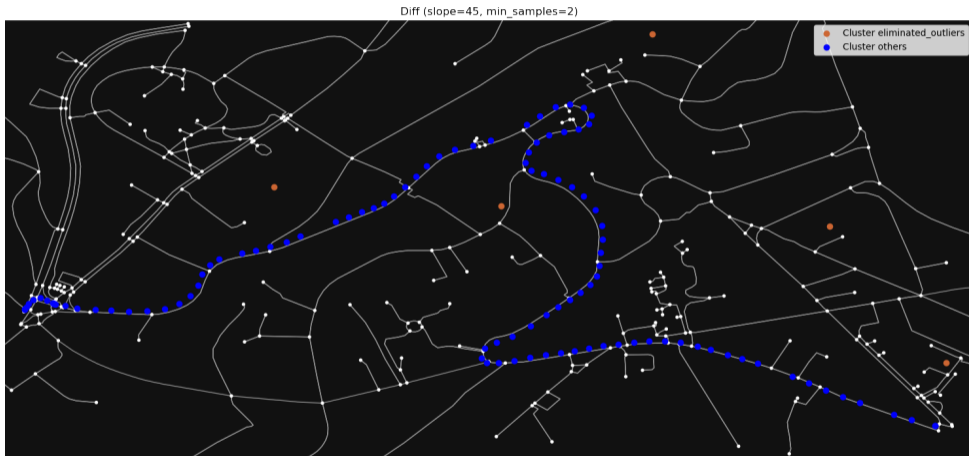 Diff (slope=45, min_samples=2)
Cluster eliminated_outliers
Cluster others